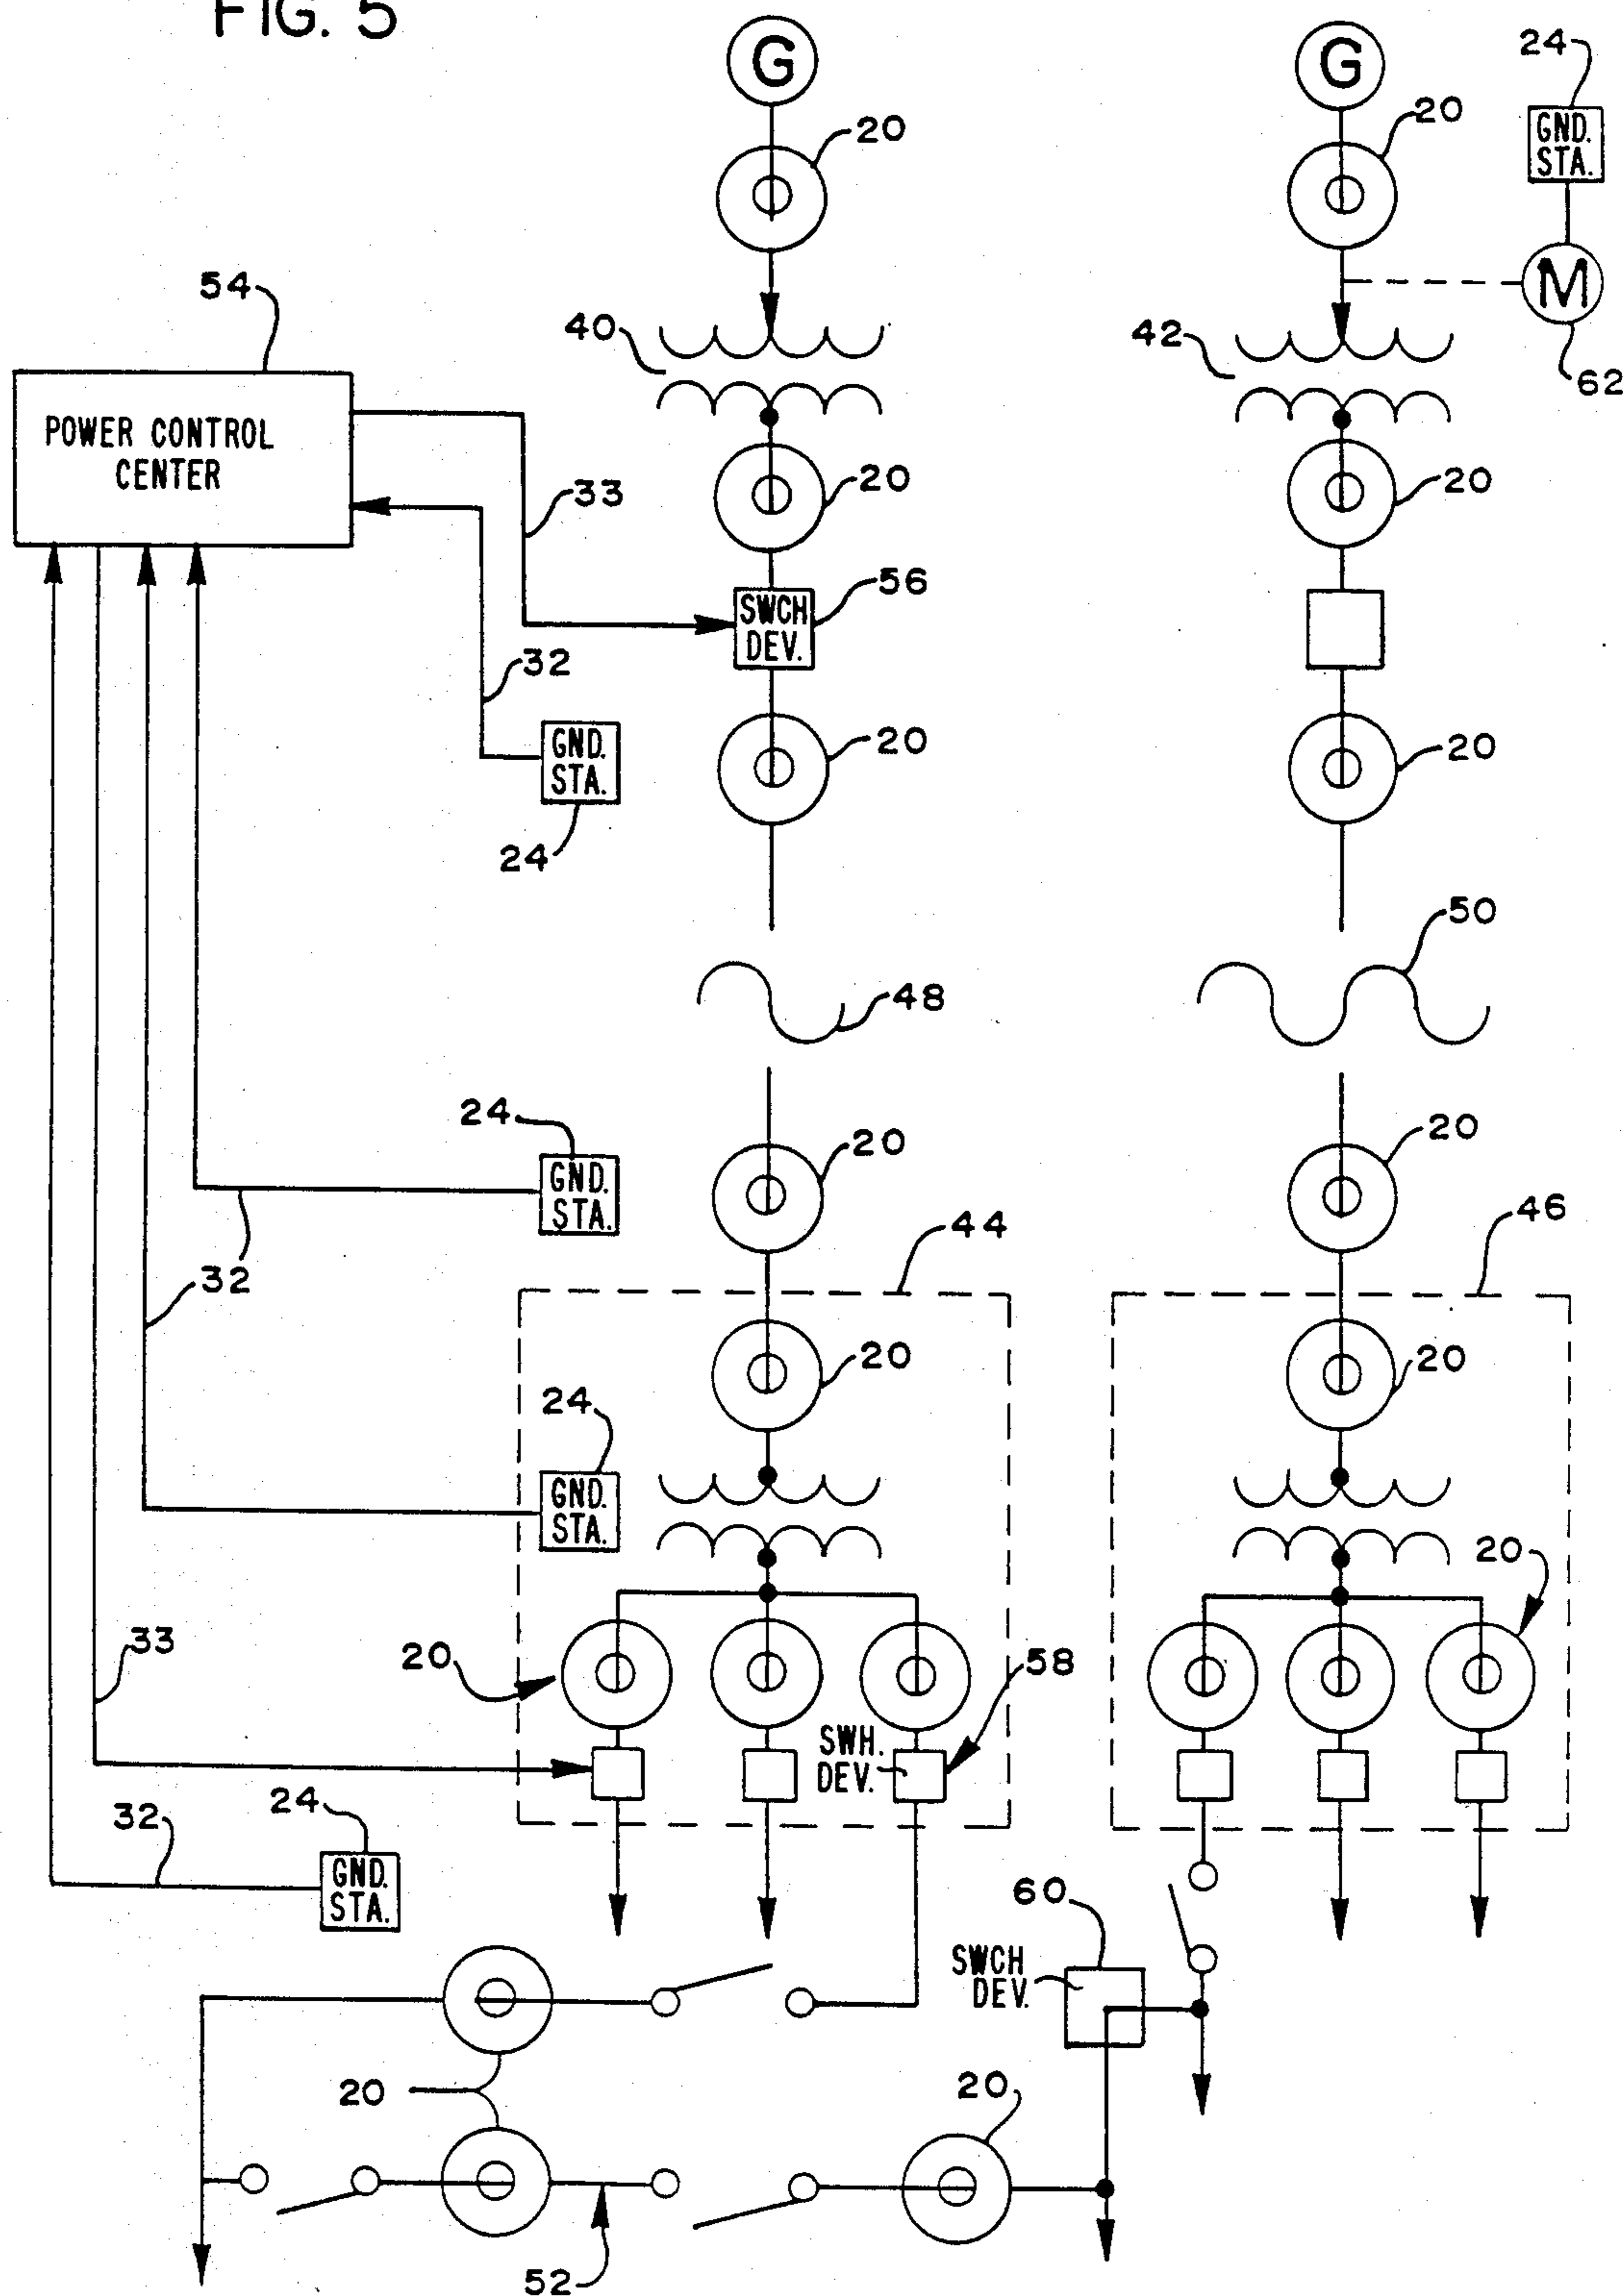 FIG. 5
G
G
24
GND.
STA.
20
20
54
40
42
M
62
POWER CONTROL
CENTER
33
20
20
56
SWCH
DEV.
32
GND.
STA.
20
20
24
50
48
24
20
20
GND.
STA.
44
46
32
20
20
24
GND.
STA.
20
33
20
58
SWH.
DEV.
24
32
GND.
STA.
60
SWCH
DEV.
20
20
52